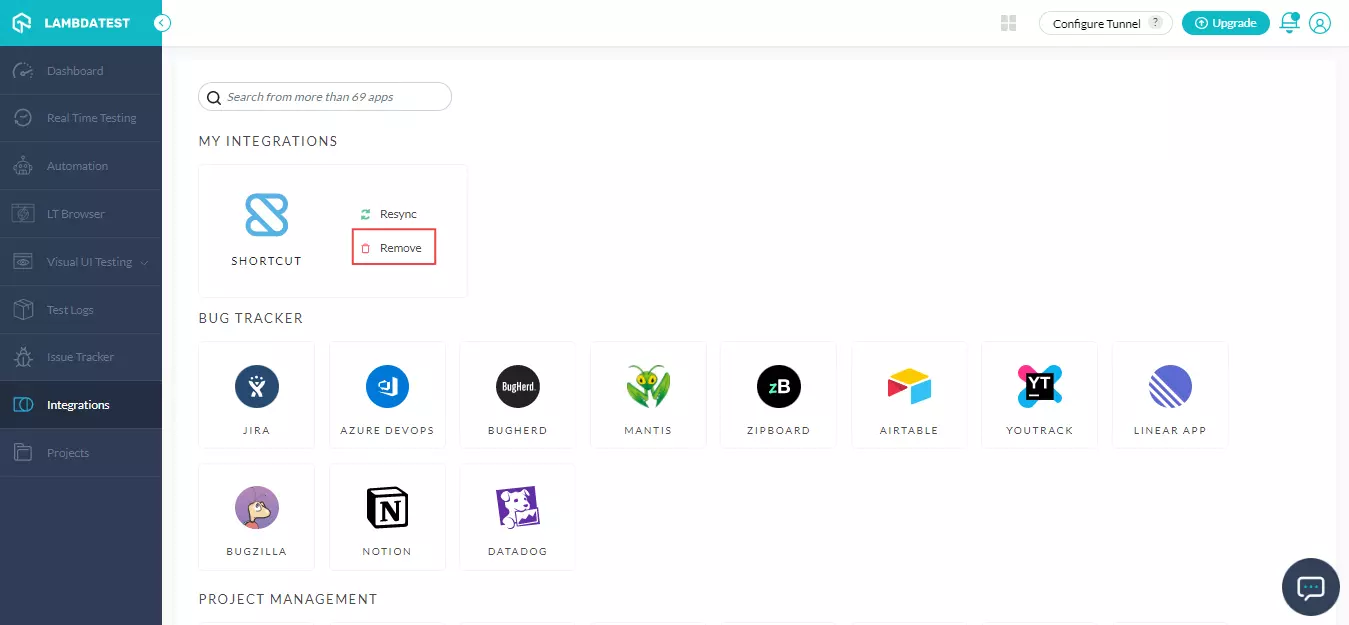 LAMBDATEST
Configure Tunnel ?
Upgrade
Dashboard
Real Time Testing
Automation
LT Browser
Visual UI Testing
Test Logs
Issue Tracker
Integrations
Projects
Search from more than 69 apps
MY INTEGRATIONS
SHORTCUT
Resync
Remove
BUG TRACKER
JIRA
AZURE DEVOPS
BugHerd.
BUGHERD
MANTIS
zB
ZIPBOARD
AIRTABLE
YT
YOUTRACK
LINEAR APP
BUGZILLA
N
NOTION
DATADOG
PROJECT MANAGEMENT